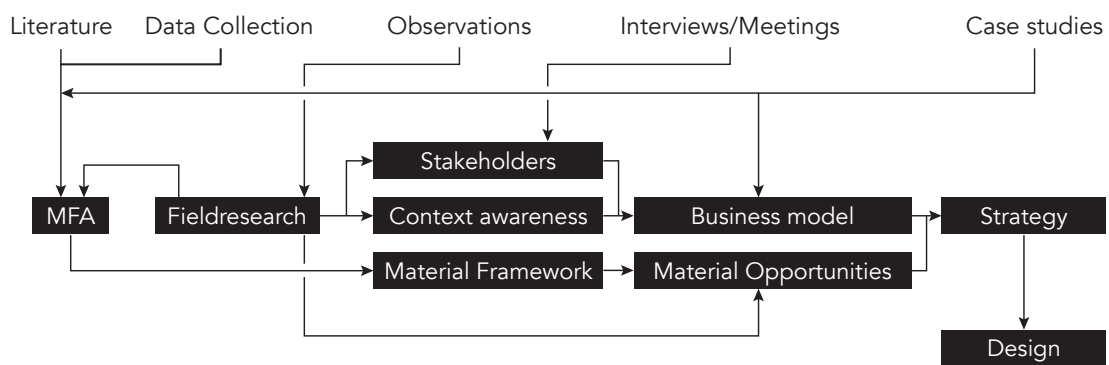 Literature
Data Collection
Observations
Interviews/Meetings
Case studies
Stakeholders
MFA
Fieldresearch
Context awareness
Business model
Strategy
Material Framework
Material Opportunities
Design